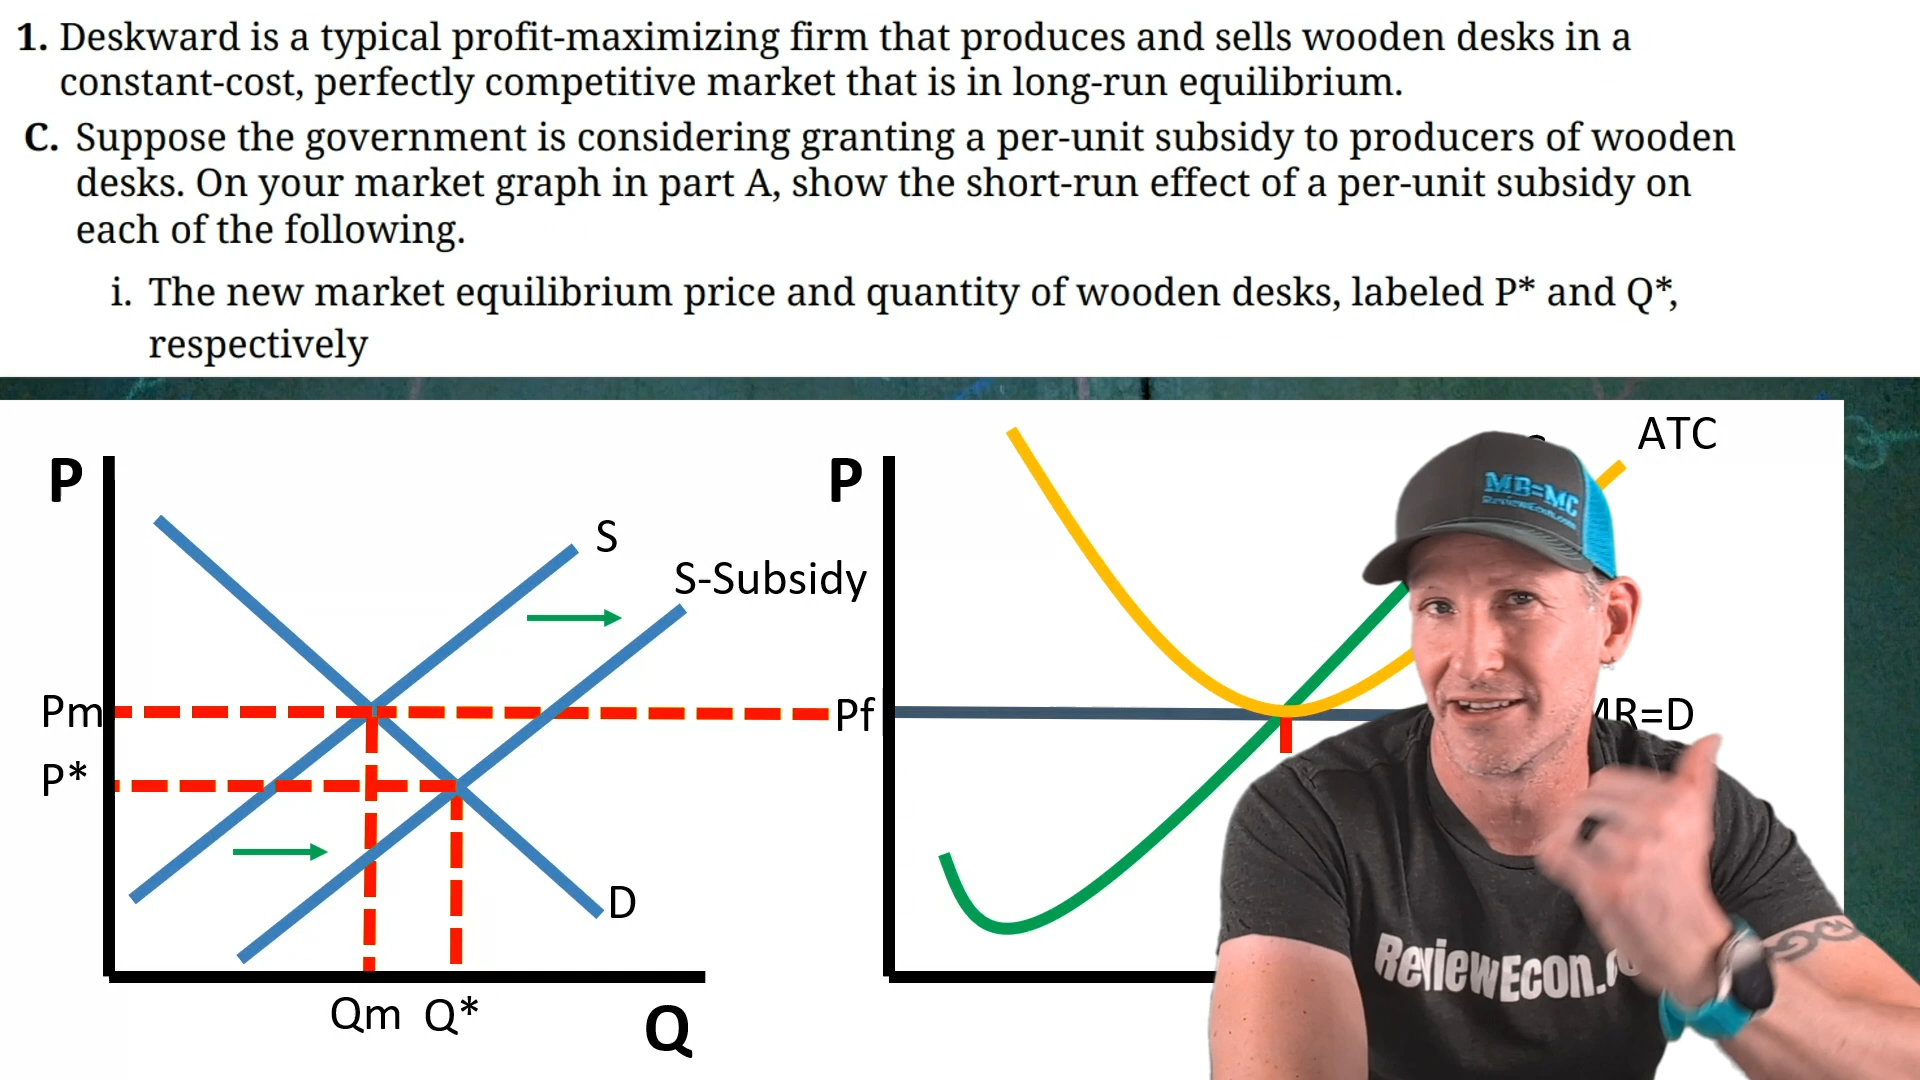 1. Deskward is a typical profit-maximizing firm that produces and sells wooden desks in a
constant-cost, perfectly competitive market that is in long-run equilibrium.
C. Suppose the government is considering granting a per-unit subsidy to producers of wooden
desks. On your market graph in part A, show the short-run effect of a per-unit subsidy on
each of the following.
i. The new market equilibrium price and quantity of wooden desks, labeled P* and Q*,
respectively
P
S
S-Subsidy
Pm
P*
D
Qm Q*
Q
P
ATC
Pf
MR=D
MB=MC
ReviewEcon.com
ReviewEcon.